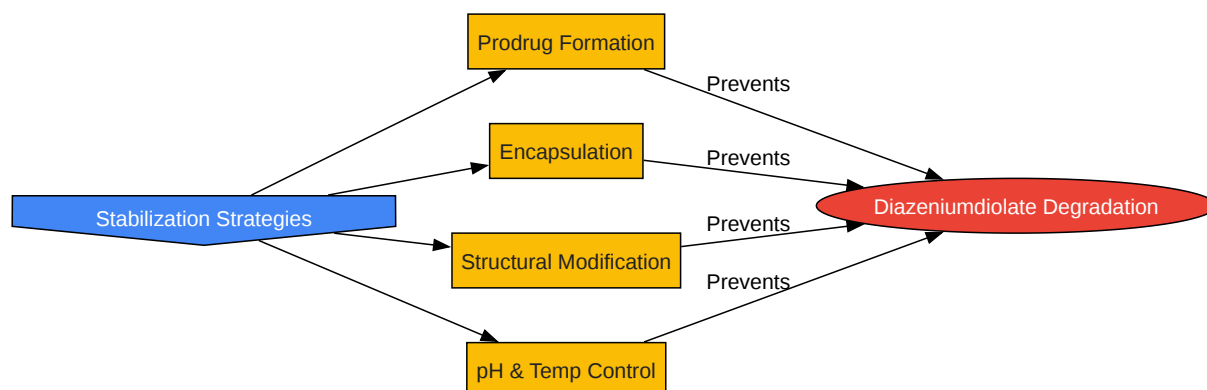 Prodrug Formation
Prevents
Encapsulation
Prevents
Stabilization Strategies
Diazeniumdiolate Degradation
Prevents
Structural Modification
Prevents
pH & Temp Control